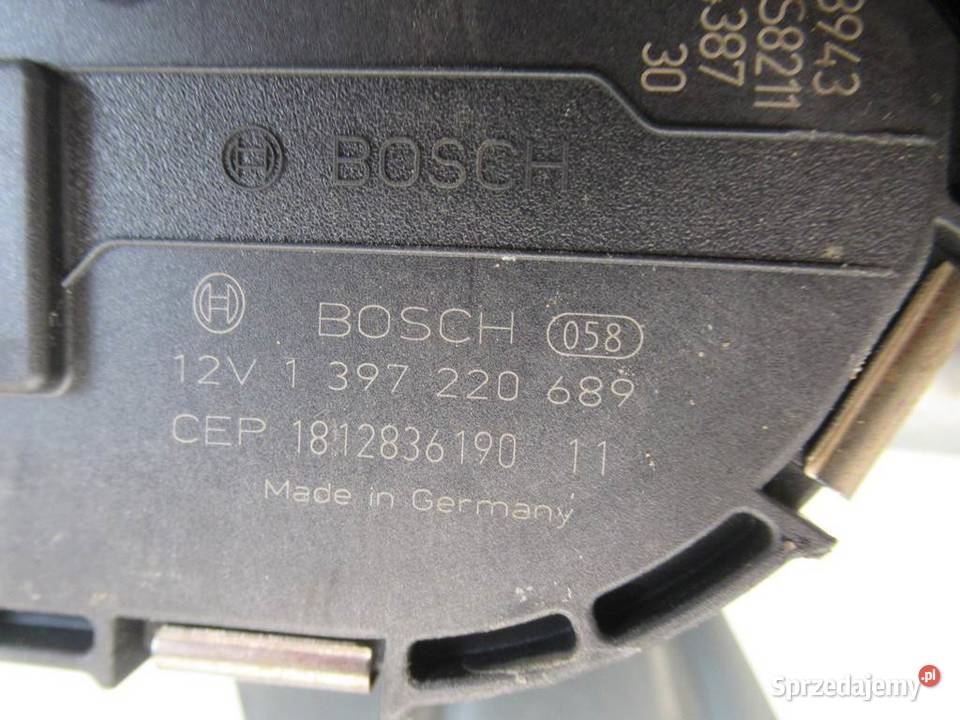 8943
S8211
4387
30
BOSCH
BOSCH 058
12V 1 397 220 689
CEP 1812836190 11
Made in Germany
Sprzedajemy.pl